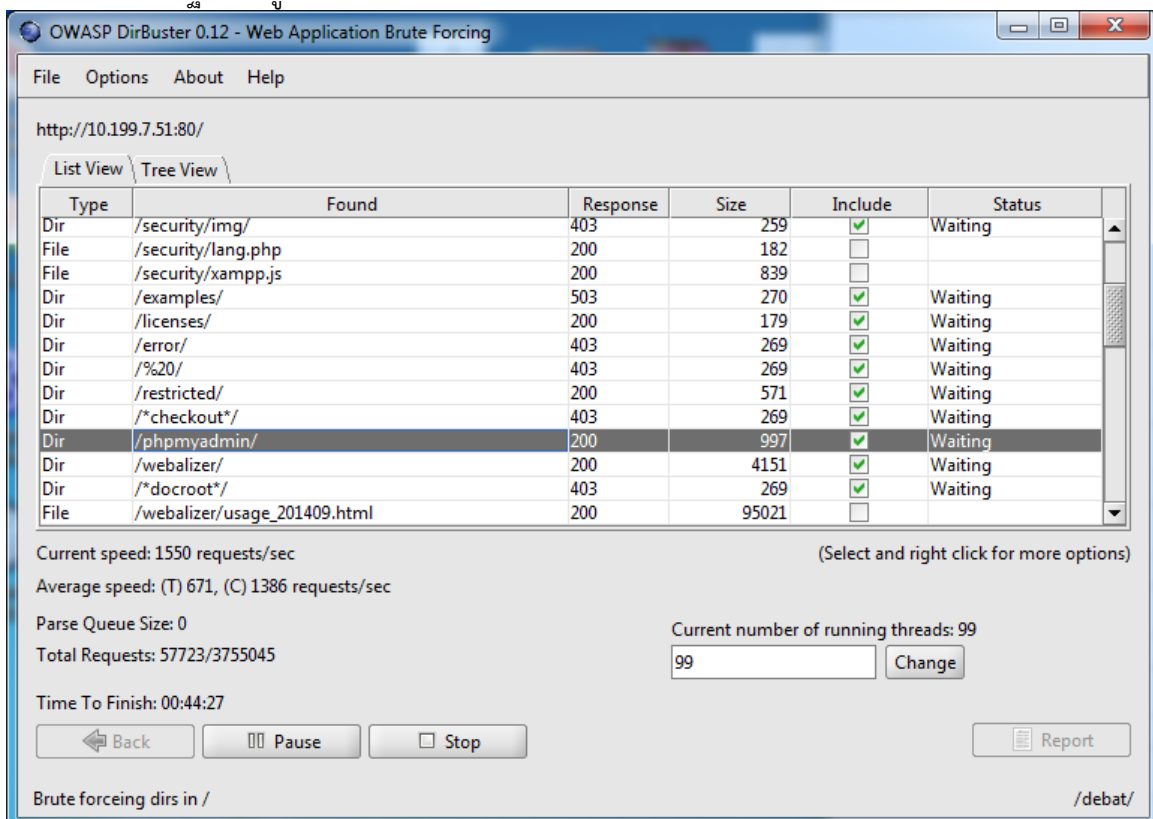 OWASP DirBuster 0.12 - Web Application Brute Forcing
File Options About Help
http://10.199.7.51:80/
List View Tree View
Type Found Response Size Include Status
Dir /security/img/ 403 259 Waiting
File /security/lang.php 200 182
File /security/xampp.js 200 839
Dir /examples/ 503 270 Waiting
Dir /licenses/ 200 179 Waiting
Dir /error/ 403 269 Waiting
Dir /%20/ 403 269 Waiting
Dir /restricted/ 200 571 Waiting
Dir /*checkout*/ 403 269 Waiting
Dir /phpmyadmin/ 200 997 Waiting
Dir /webalizer/ 200 4151 Waiting
Dir /*docroot*/ 403 269 Waiting
File /webalizer/usage_201409.html 200 95021
Current speed: 1550 requests/sec (Select and right click for more options)
Average speed: (T) 671, (C) 1386 requests/sec
Parse Queue Size: 0
Current number of running threads: 99
Total Requests: 57723/3755045
99 Change
Time To Finish: 00:44:27
Back Pause Stop Report
Brute forceing dirs in / /debat/